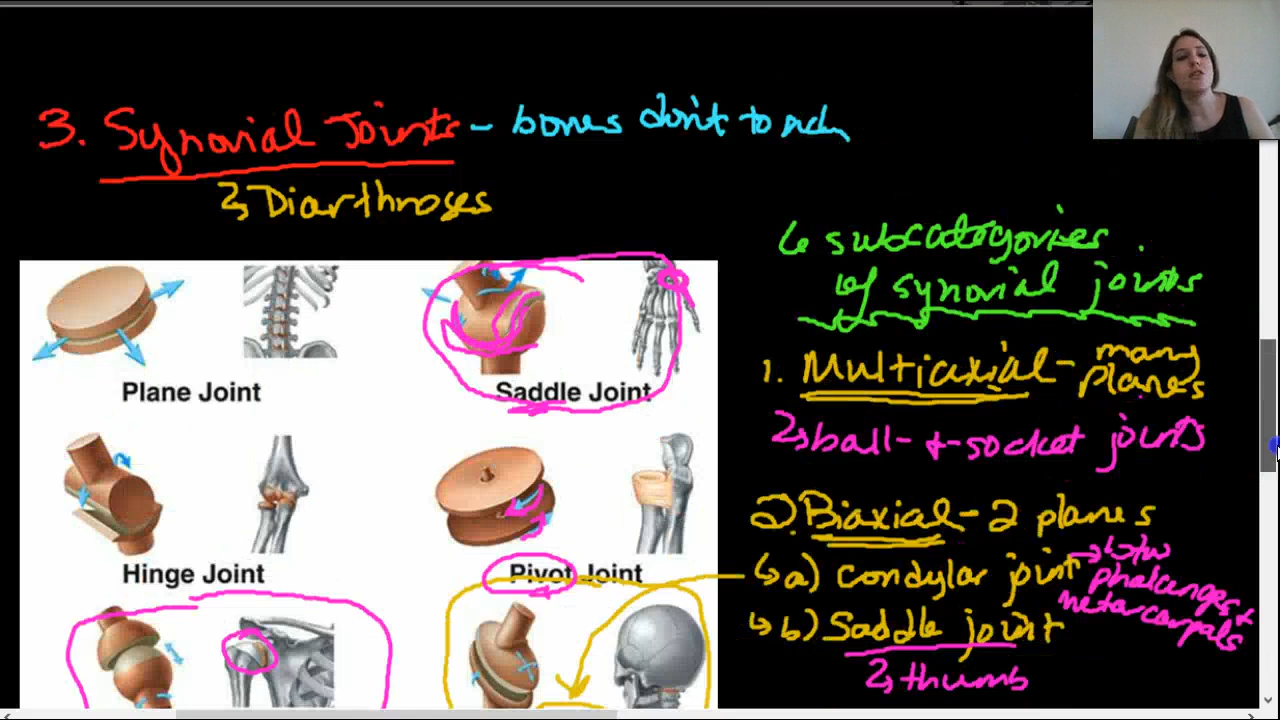 3. Synovial Joints - bones don't touch
↳ Diarthroses
6 subcategories
of synovial joints
1. Multiaxial - many planes
↳ ball-&-socket joints
2. Biaxial - 2 planes
↳ a) condylar joint → b/tw phalanges & metacarpals
↳ b) Saddle joint
↳ thumb
Plane Joint
Saddle Joint
Hinge Joint
Pivot Joint